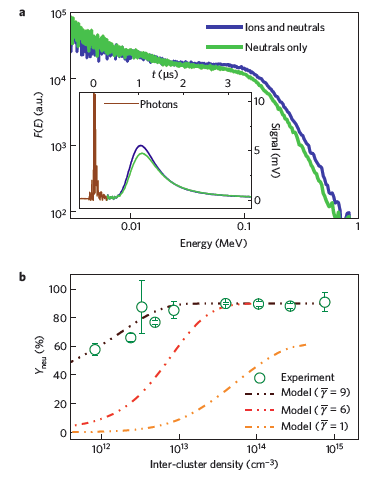 a
10⁵
10⁴
10³
10²
F(E) (a.u.)
Ions and neutrals
Neutrals only
t (μs)
0 1 2 3
Photons
10
5
0
Signal (mV)
0.01 0.1 1
Energy (MeV)
b
100
80
60
40
20
0
Yneu (%)
Experiment
Model (γ̅ = 9)
Model (γ̅ = 6)
Model (γ̅ = 1)
10¹² 10¹³ 10¹⁴ 10¹⁵
Inter-cluster density (cm⁻³)